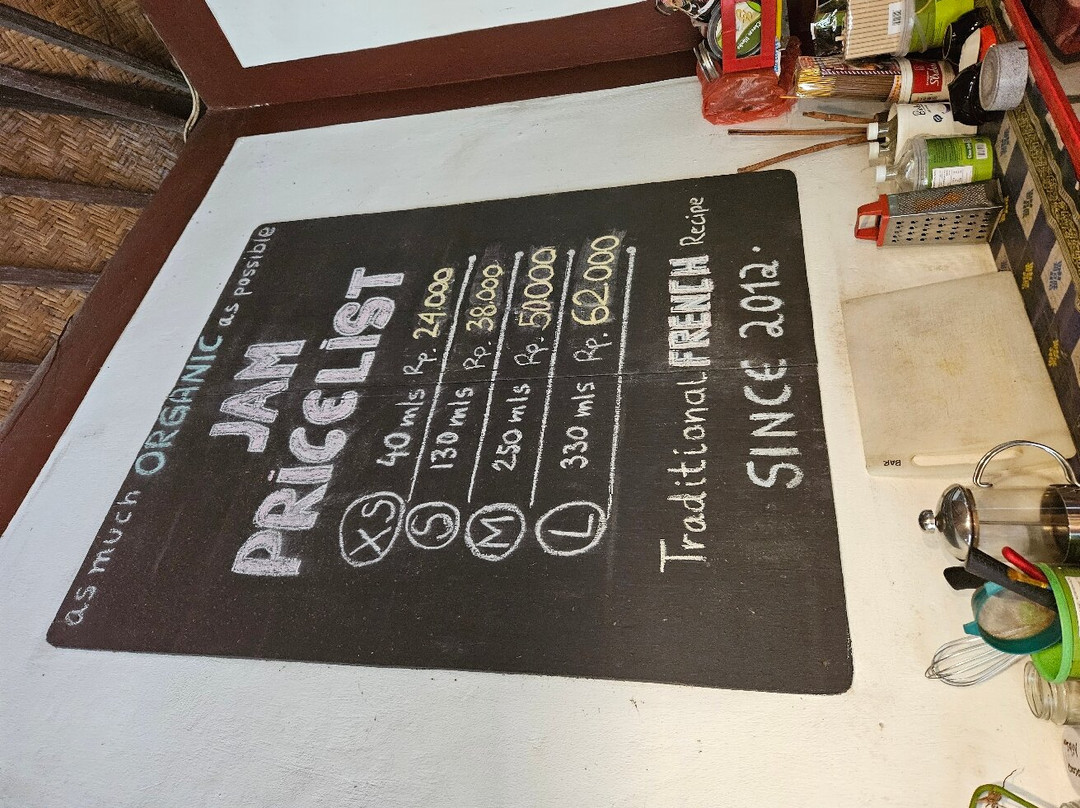 as much ORGANIC as possible
JAM
PRICELIST
XS 40 mls Rp. 24.000
S 130 mls Rp. 38.000
M 250 mls Rp. 50000
L 330 mls Rp. 62.000
Traditional FRENCH Recipe
SINCE 2012.
BAR